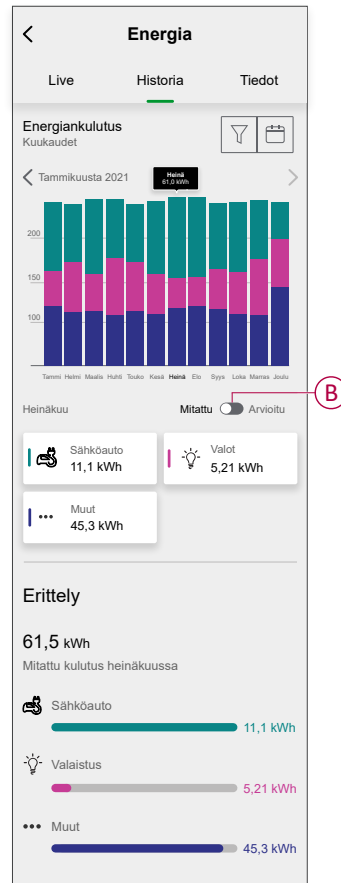 Energia
Live Historia Tiedot
Energiankulutus
Kuukaudet
Tammikuusta 2021
Heinä
61,0 kWh
200
150
100
Tammi Helmi Maalis Huhti Touko Kesä Heinä Elo Syys Loka Marras Joulu
Heinäkuu Mitattu Arvioitu
B
Sähköauto
11,1 kWh
Valot
5,21 kWh
Muut
45,3 kWh
Erittely
61,5 kWh
Mitattu kulutus heinäkuussa
Sähköauto
11,1 kWh
Valaistus
5,21 kWh
Muut
45,3 kWh